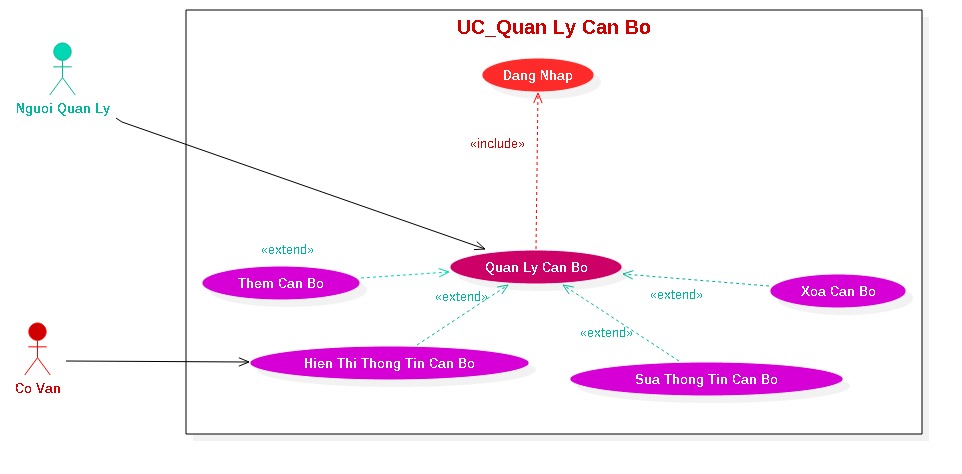 UC_Quan Ly Can Bo
Dang Nhap
Nguoi Quan Ly
«include»
«extend»
Quan Ly Can Bo
Them Can Bo
«extend»
«extend»
Xoa Can Bo
«extend»
Hien Thi Thong Tin Can Bo
Sua Thong Tin Can Bo
Co Van